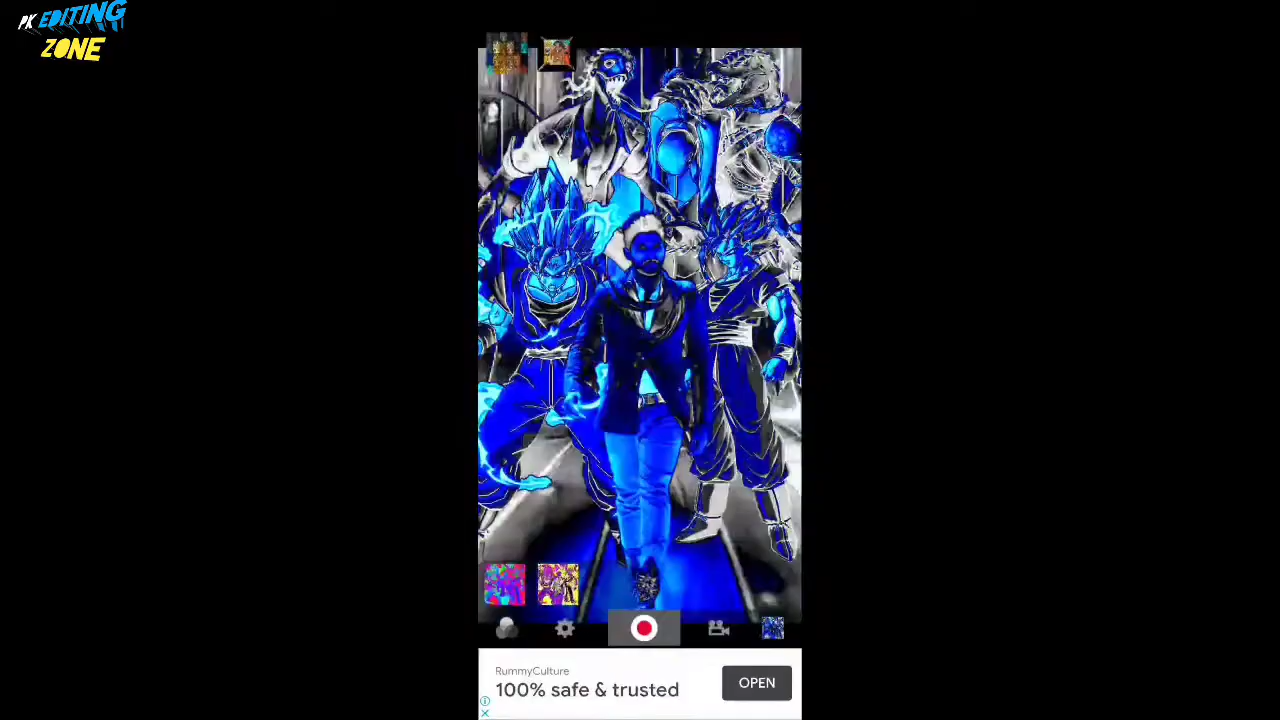 PK EDITING
ZONE
RummyCulture
100% safe & trusted
OPEN